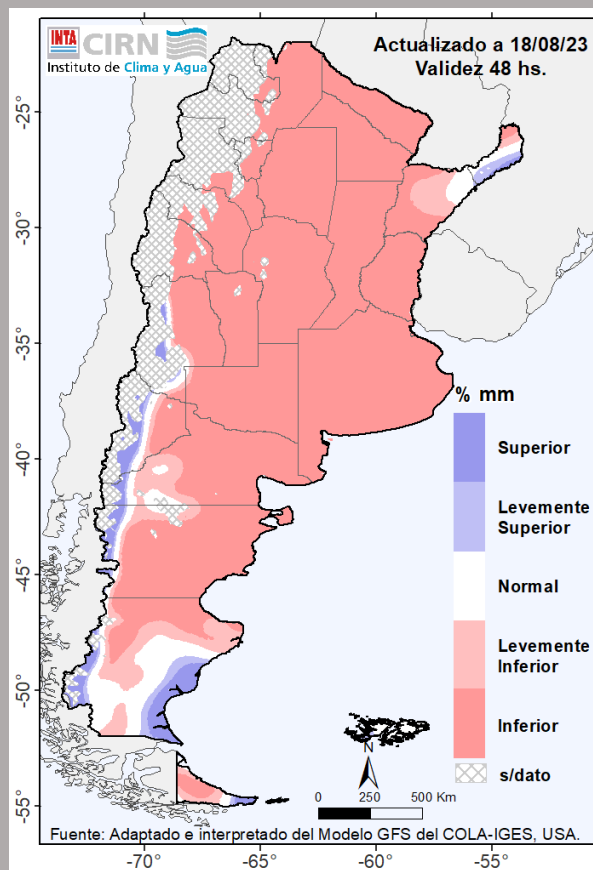 INTA CIRN
Instituto de Clima y Agua
Actualizado a 18/08/23
Validez 48 hs.
-25°
-30°
-35°
-40°
-45°
-50°
-55°
% mm
Superior
Levemente
Superior
Normal
Levemente
Inferior
Inferior
s/dato
N
0 250 500 Km
Fuente: Adaptado e interpretado del Modelo GFS del COLA-IGES, USA.
-70° -65° -60° -55°